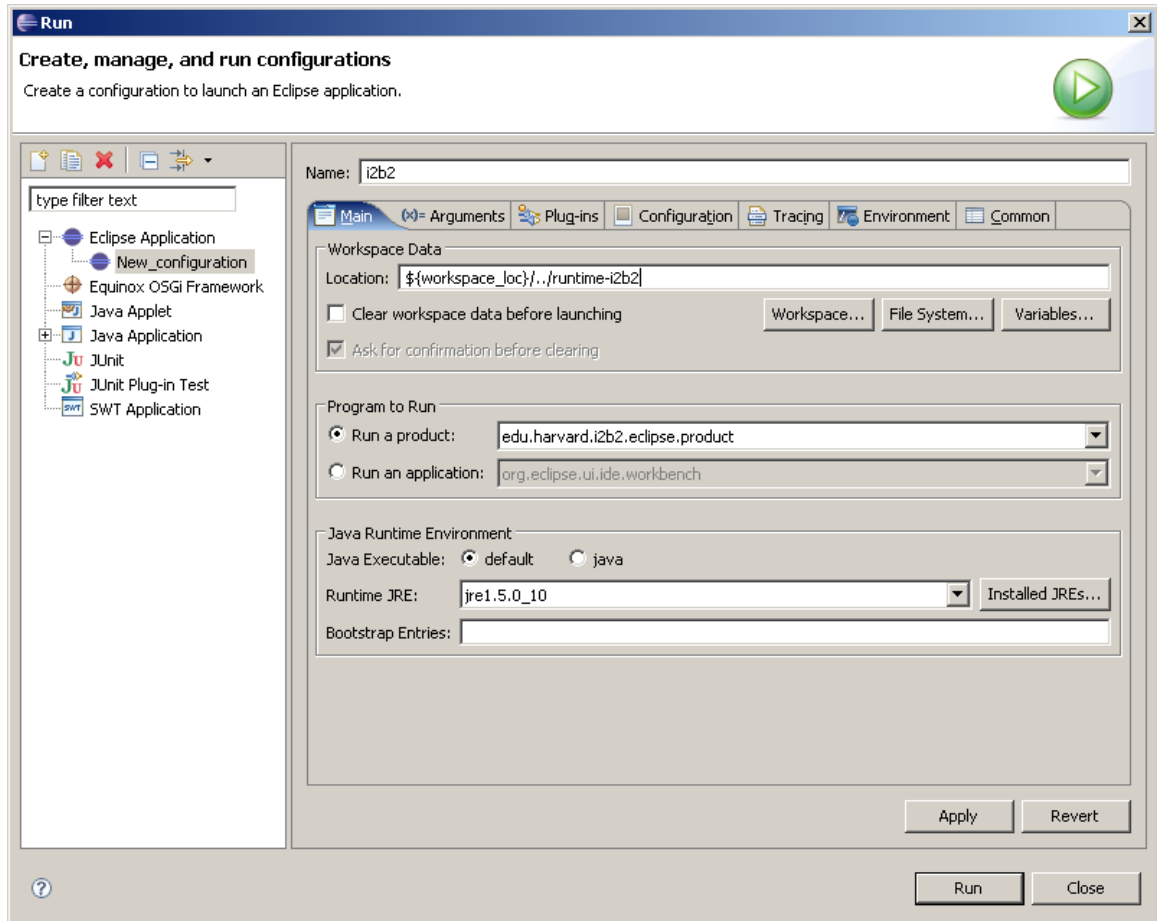 Run
Create, manage, and run configurations
Create a configuration to launch an Eclipse application.
type filter text
Eclipse Application
New_configuration
Equinox OSGi Framework
Java Applet
Java Application
JUnit
JUnit Plug-in Test
SWT Application
Name: i2b2
Main (x)= Arguments Plug-ins Configuration Tracing Environment Common
Workspace Data
Location: ${workspace_loc}/../runtime-i2b2
Clear workspace data before launching Workspace... File System... Variables...
Ask for confirmation before clearing
Program to Run
Run a product: edu.harvard.i2b2.eclipse.product
Run an application: org.eclipse.ui.ide.workbench
Java Runtime Environment
Java Executable: default java
Runtime JRE: jre1.5.0_10 Installed JREs...
Bootstrap Entries:
Apply Revert
? Run Close